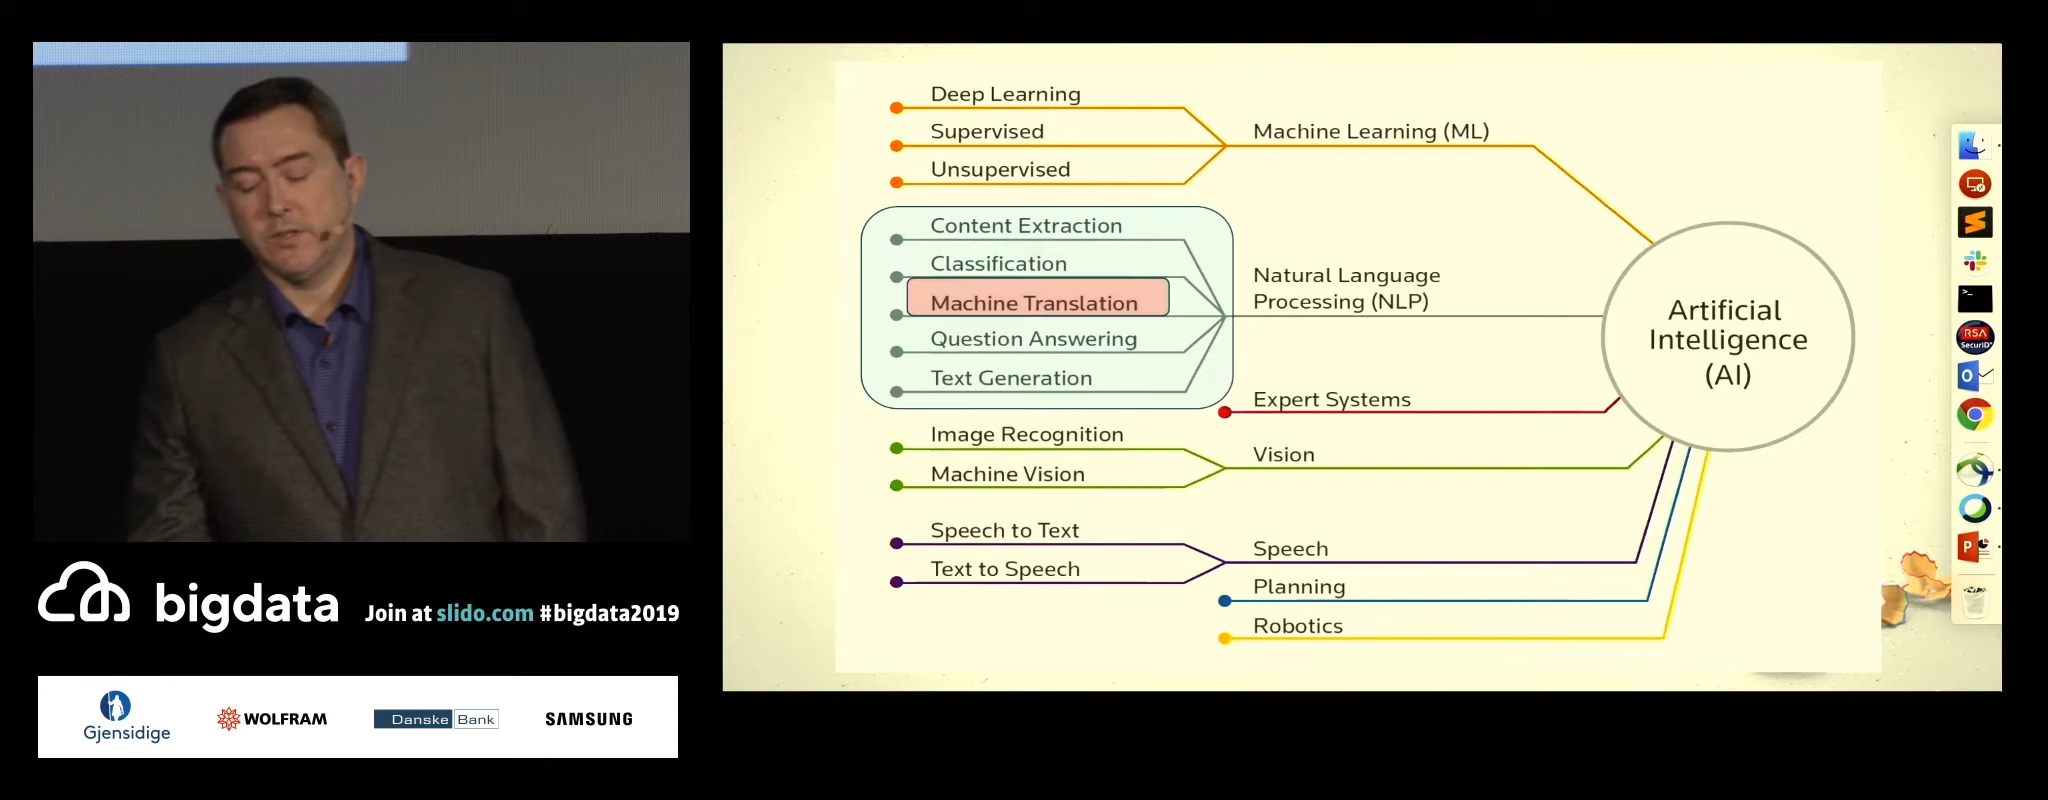 bigdata
Join at slido.com #bigdata2019
Gjensidige
WOLFRAM
Danske Bank
SAMSUNG
Deep Learning
Supervised
Unsupervised
Machine Learning (ML)
Content Extraction
Classification
Machine Translation
Question Answering
Text Generation
Natural Language
Processing (NLP)
Expert Systems
Image Recognition
Machine Vision
Vision
Speech to Text
Text to Speech
Speech
Planning
Robotics
Artificial
Intelligence
(AI)
>_
RSA
SecurID
O
P